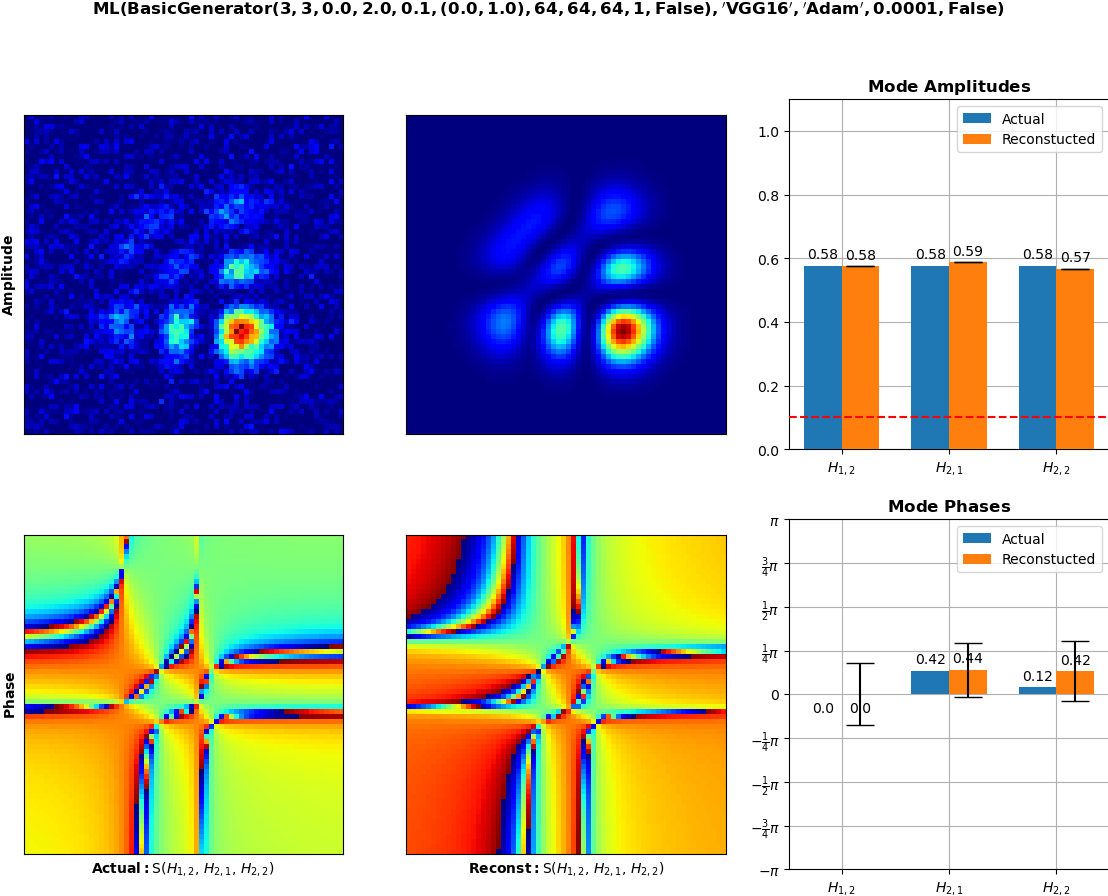 ML(BasicGenerator(3, 3, 0.0, 2.0, 0.1, (0.0, 1.0), 64, 64, 64, 1, False), ′VGG16′, ′Adam′, 0.0001, False)
Amplitude
Mode Amplitudes
Actual
Reconstucted
1.0
0.8
0.6
0.4
0.2
0.0
0.58 0.58 0.58 0.59 0.58 0.57
H1,2 H2,1 H2,2
Phase
Actual: S(H1,2, H2,1, H2,2)
Reconst: S(H1,2, H2,1, H2,2)
Mode Phases
Actual
Reconstucted
π
3/4π
1/2π
1/4π
0
−1/4π
−1/2π
−3/4π
−π
0.0 0.0 0.42 0.44 0.12 0.42
H1,2 H2,1 H2,2